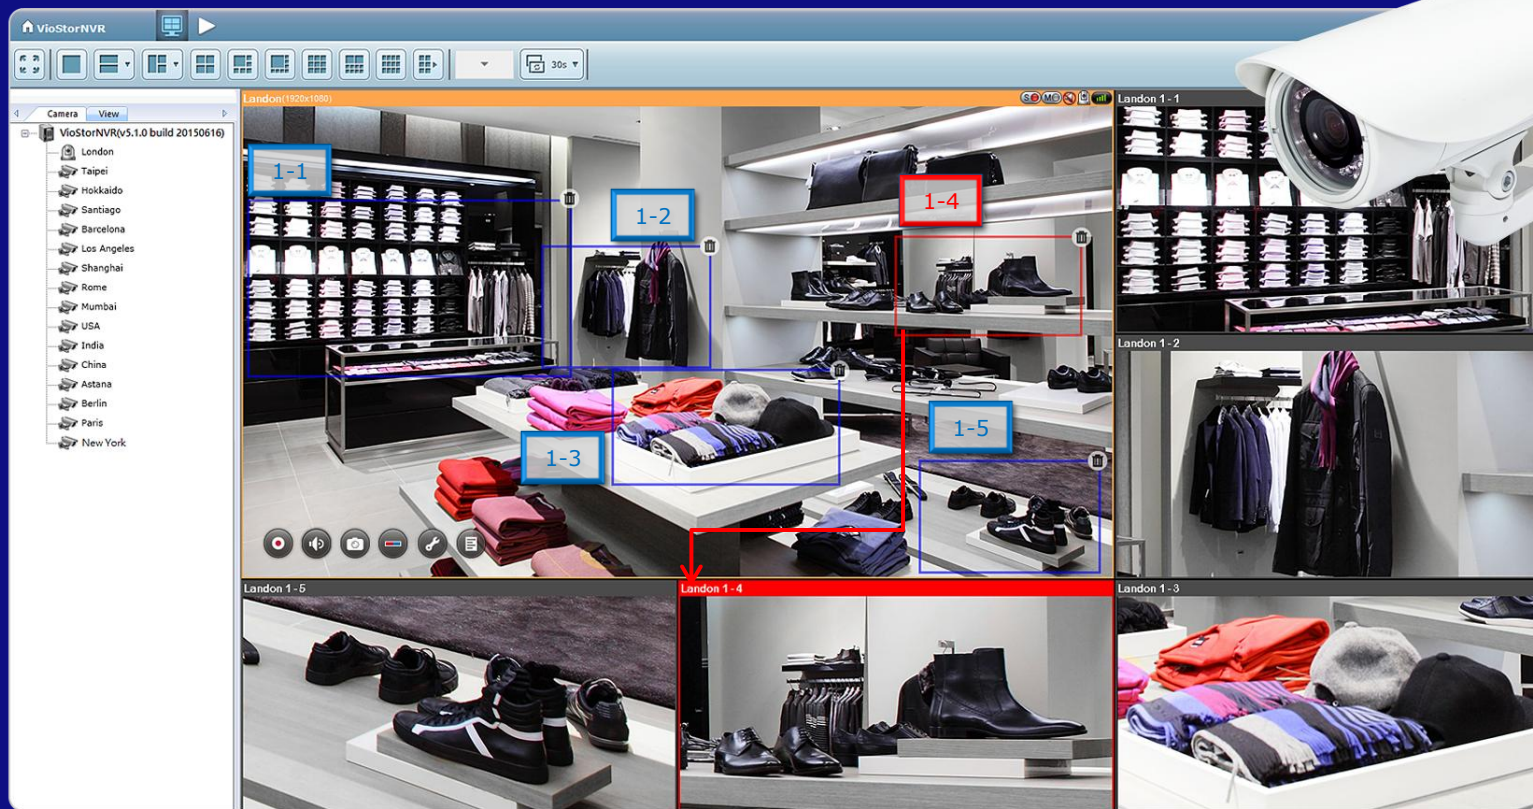 VioStorNVR
30s
Camera
View
VioStorNVR(v5.1.0 build 20150616)
London
Taipei
Hokkaido
Santiago
Barcelona
Los Angeles
Shanghai
Rome
Mumbai
USA
India
China
Astana
Berlin
Paris
New York
Landon(1920x1080)
1-1
1-2
1-4
1-3
1-5
Landon 1-1
Landon 1-2
Landon 1-5
Landon 1-4
Landon 1-3